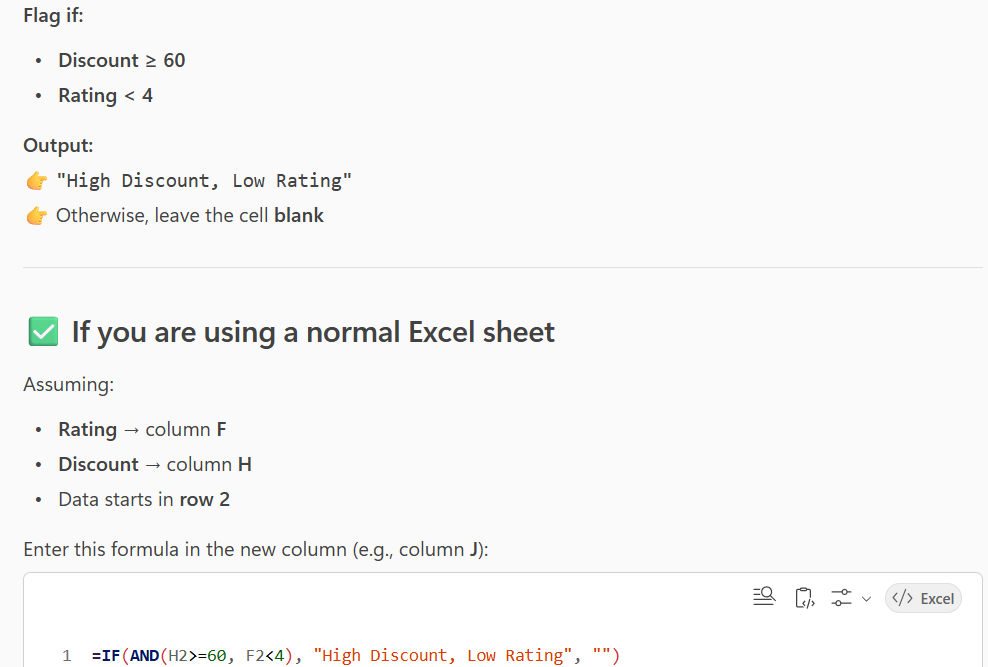 Flag if:
• Discount ≥ 60
• Rating < 4
Output:
👉 "High Discount, Low Rating"
👉 Otherwise, leave the cell blank
✅ If you are using a normal Excel sheet
Assuming:
• Rating → column F
• Discount → column H
• Data starts in row 2
Enter this formula in the new column (e.g., column J):
</> Excel
1 =IF(AND(H2>=60, F2<4), "High Discount, Low Rating", "")